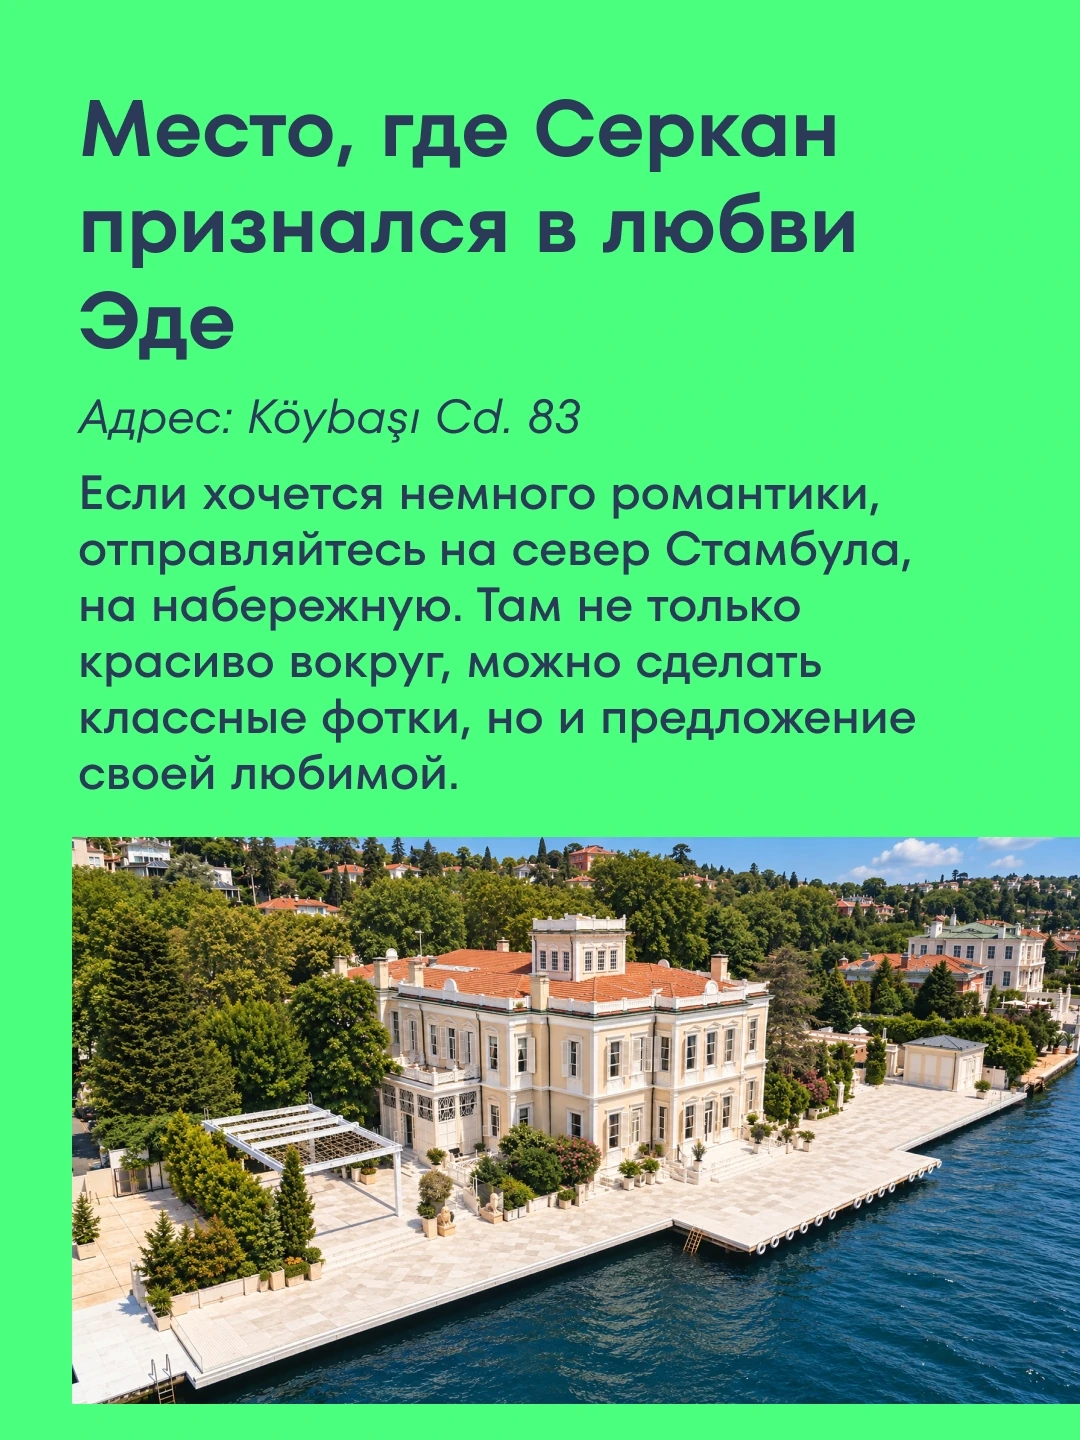 Место, где Серкан
признался в любви
Эде
Адрес: Köybaşı Cd. 83
Если хочется немного романтики,
отправляйтесь на север Стамбула,
на набережную. Там не только
красиво вокруг, можно сделать
классные фотки, но и предложение
своей любимой.